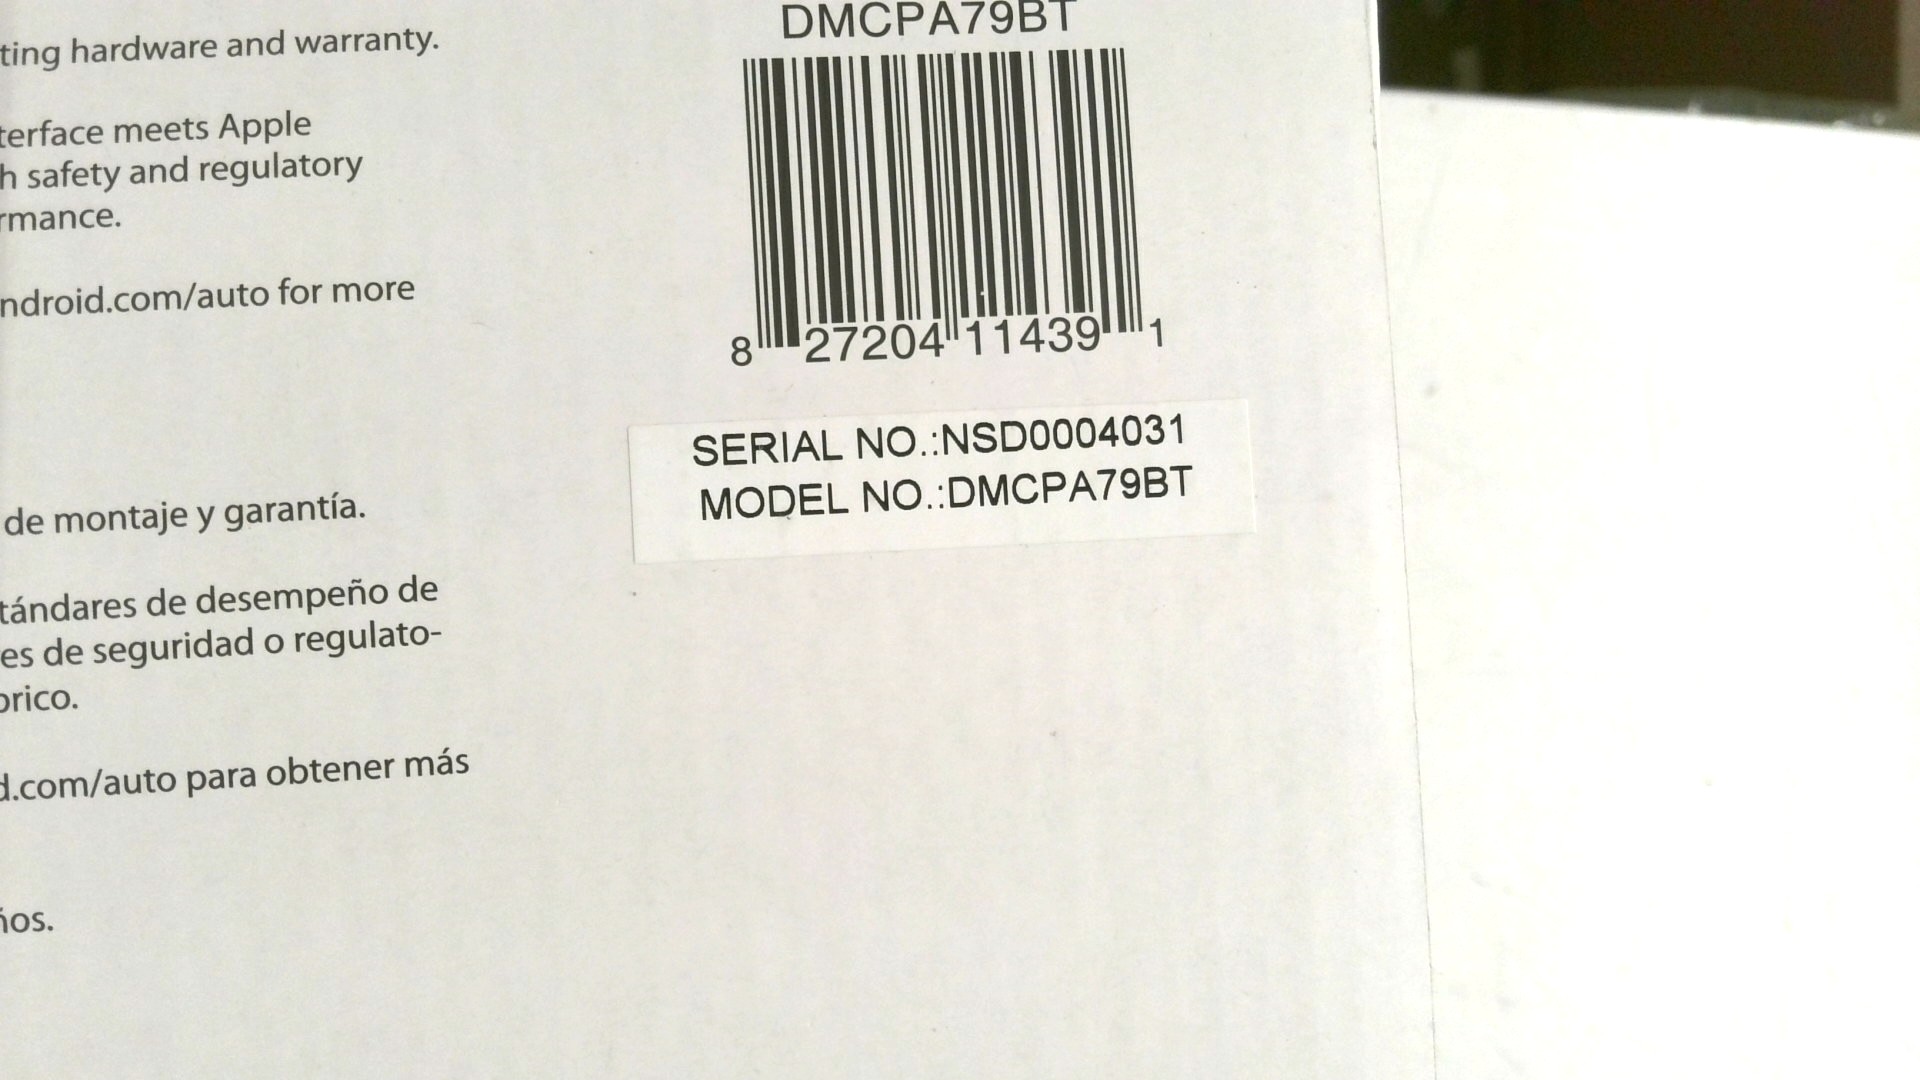 ting hardware and warranty.
terface meets Apple
h safety and regulatory
rmance.
ndroid.com/auto for more
de montaje y garantía.
tándares de desempeño de
es de seguridad o regulato-
órico.
d.com/auto para obtener más
ños.
DMCPA79BT
8 27204 11439 1
SERIAL NO.:NSD0004031
MODEL NO.:DMCPA79BT